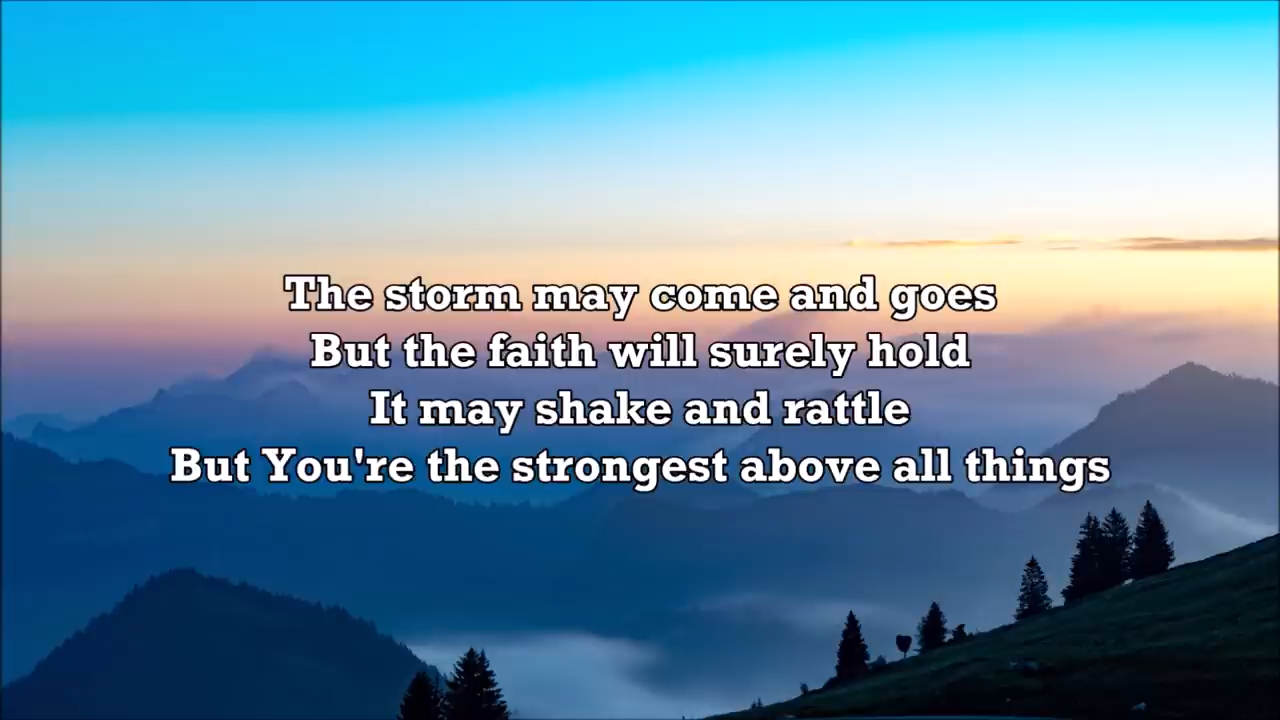 The storm may come and goes
But the faith will surely hold
It may shake and rattle
But You're the strongest above all things